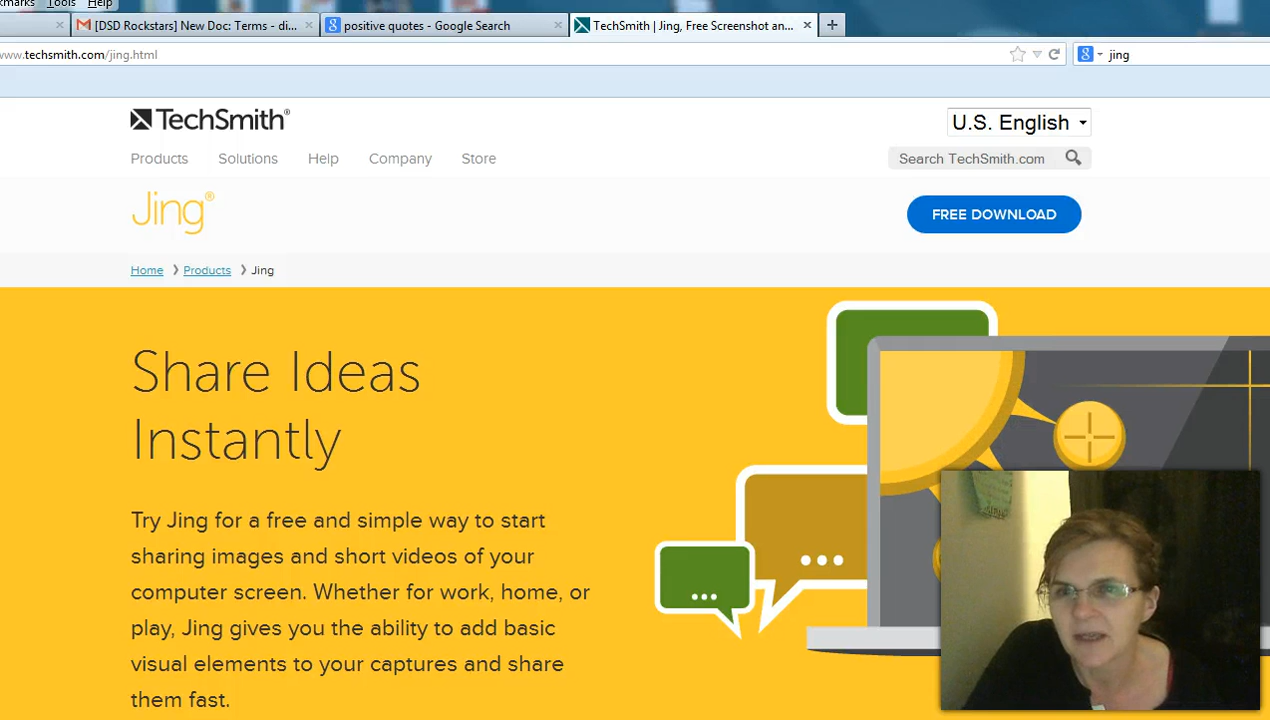 okmarks Tools Help
[DSD Rockstars] New Doc: Terms - di... × positive quotes - Google Search × TechSmith | Jing, Free Screenshot an... × +
www.techsmith.com/jing.html
jing
TechSmith®
U.S. English
Products Solutions Help Company Store
Search TechSmith.com
Jing®
FREE DOWNLOAD
Home › Products › Jing
Share Ideas
Instantly
Try Jing for a free and simple way to start
sharing images and short videos of your
computer screen. Whether for work, home, or
play, Jing gives you the ability to add basic
visual elements to your captures and share
them fast.